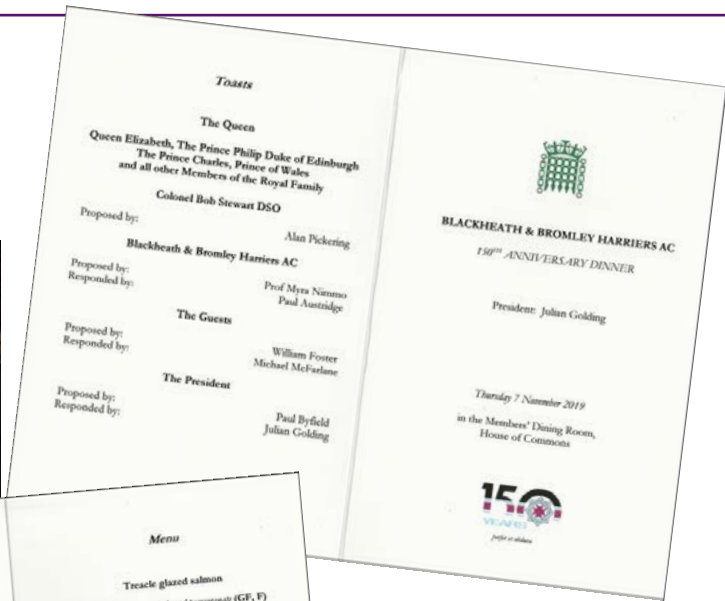 Toasts
The Queen
Queen Elizabeth, The Prince Philip Duke of Edinburgh
The Prince Charles, Prince of Wales
and all other Members of the Royal Family
Colonel Bob Stewart DSO
Proposed by: Alan Pickering
Blackheath & Bromley Harriers AC
Proposed by: Prof Myra Nimmo
Responded by: Paul Austridge
The Guests
Proposed by: William Foster
Responded by: Michael McFarlane
The President
Proposed by: Paul Byfield
Responded by: Julian Golding
BLACKHEATH & BROMLEY HARRIERS AC
150TH ANNIVERSARY DINNER
President: Julian Golding
Thursday 7 November 2019
in the Members' Dining Room,
House of Commons
150
YEARS
Menu
Treacle glazed salmon
(GF, F)